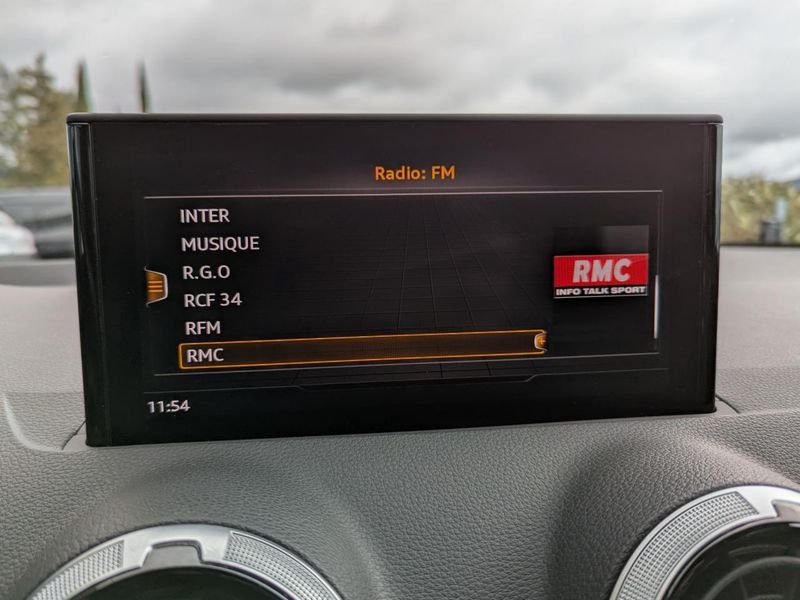 Radio: FM
INTER
MUSIQUE
R.G.O
RCF 34
RFM
RMC
RMC
INFO TALK SPORT
11:54